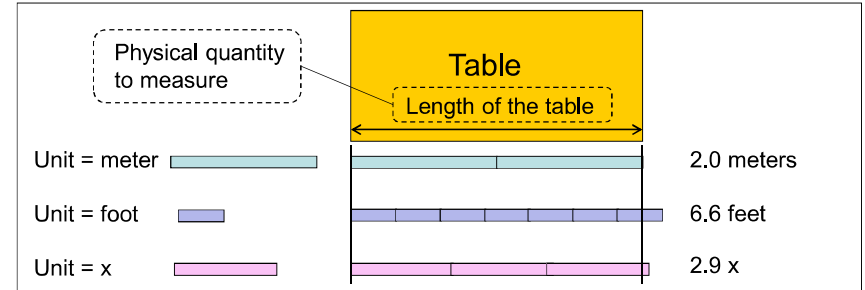 Physical quantity
to measure
Table
Length of the table
Unit = meter
2.0 meters
Unit = foot
6.6 feet
Unit = x
2.9 x